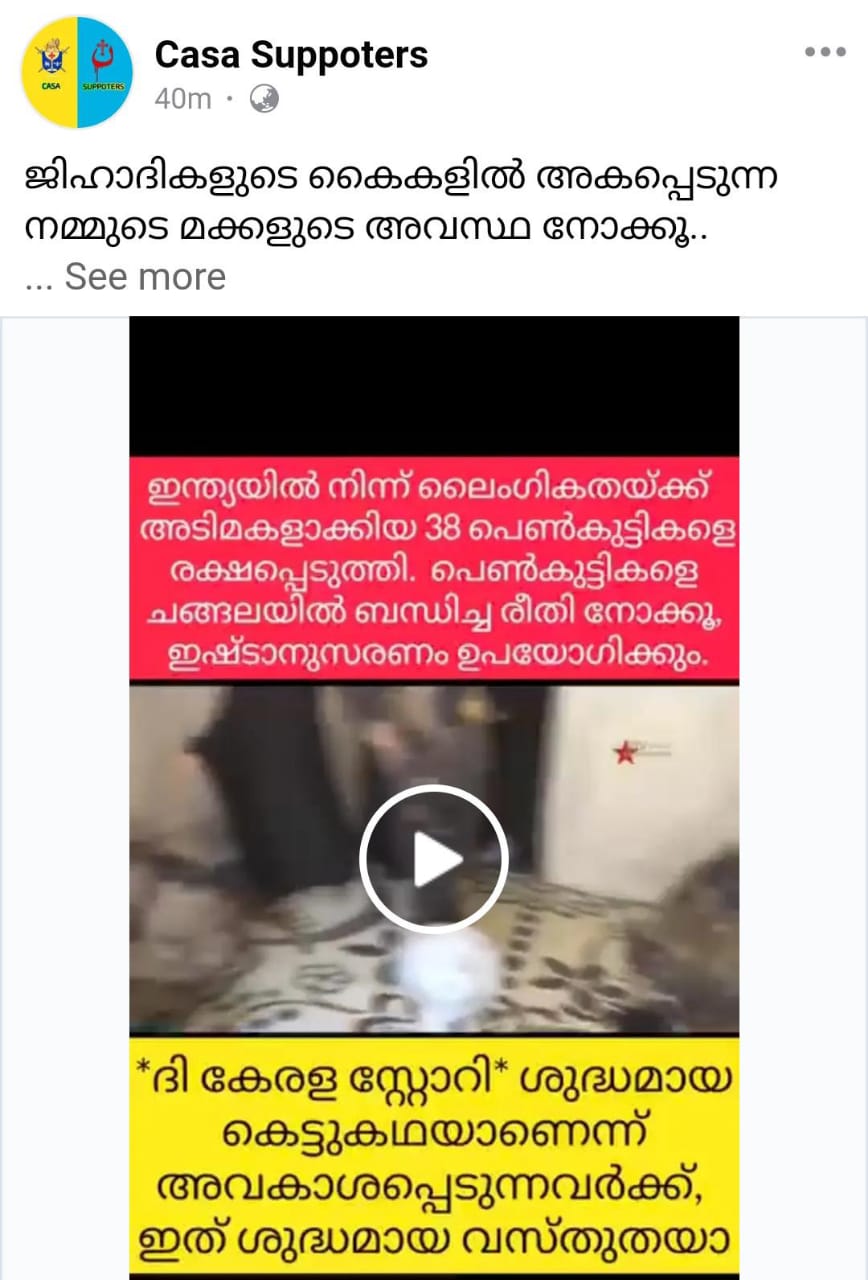 CASA
SUPPOTERS
Casa Suppoters
40m ·
ജിഹാദികളുടെ കൈകളിൽ അകപ്പെടുന്ന
നമ്മുടെ മക്കളുടെ അവസ്ഥ നോക്കൂ..
... See more
ഇന്ത്യയിൽ നിന്ന് ലൈംഗികതയ്ക്ക്
അടിമകളാക്കിയ 38 പെൺകുട്ടികളെ
രക്ഷപ്പെടുത്തി. പെൺകുട്ടികളെ
ചങ്ങലയിൽ ബന്ധിച്ച രീതി നോക്കൂ,
ഇഷ്ടാനുസരണം ഉപയോഗിക്കും.
*ദി കേരള സ്റ്റോറി* ശുദ്ധമായ
കെട്ടുകഥയാണെന്ന്
അവകാശപ്പെടുന്നവർക്ക്,
ഇത് ശുദ്ധമായ വസ്തുതയാ